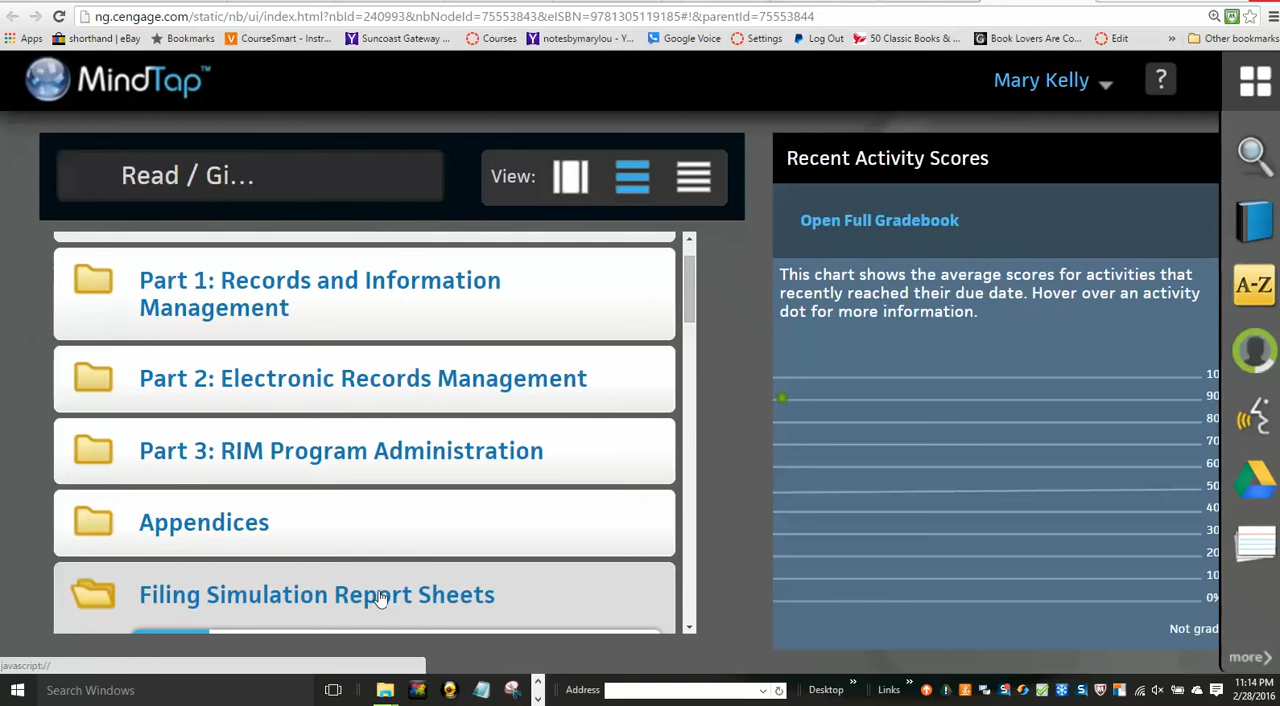 ng.cengage.com/static/nb/ui/index.html?nbId=240993&nbNodeId=75553843&eISBN=9781305119185#!&parentId=75553844
Apps shorthand | eBay Bookmarks CourseSmart - Instr... Suncoast Gateway ... Courses notesbymarylou - Y... Google Voice Settings Log Out 50 Classic Books & ... Book Lovers Are Co... Edit » Other bookmarks
MindTap™
Mary Kelly ?
Read / Gi... View:
Recent Activity Scores
Open Full Gradebook
This chart shows the average scores for activities that
recently reached their due date. Hover over an activity
dot for more information.
Part 1: Records and Information
Management
Part 2: Electronic Records Management
Part 3: RIM Program Administration
Appendices
Filing Simulation Report Sheets
10
90
80
70
60
50
40
30
20
10
0%
Not grad
A-Z
more
javascript://
Search Windows Address Desktop » Links » 11:14 PM
2/28/2016